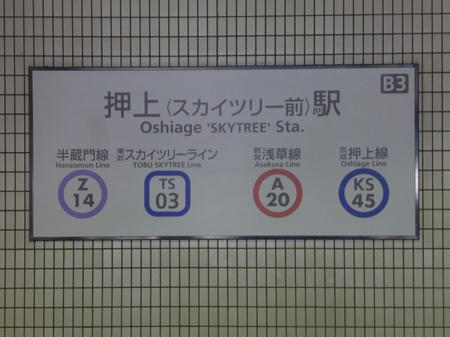 B3
押上〈スカイツリー前〉駅
Oshiage 'SKYTREE' Sta.
半蔵門線 東武スカイツリーライン 都営浅草線 京成押上線
Hanzomon Line TOBU SKYTREE Line Asakusa Line Oshiage Line
Z TS A KS
14 03 20 45